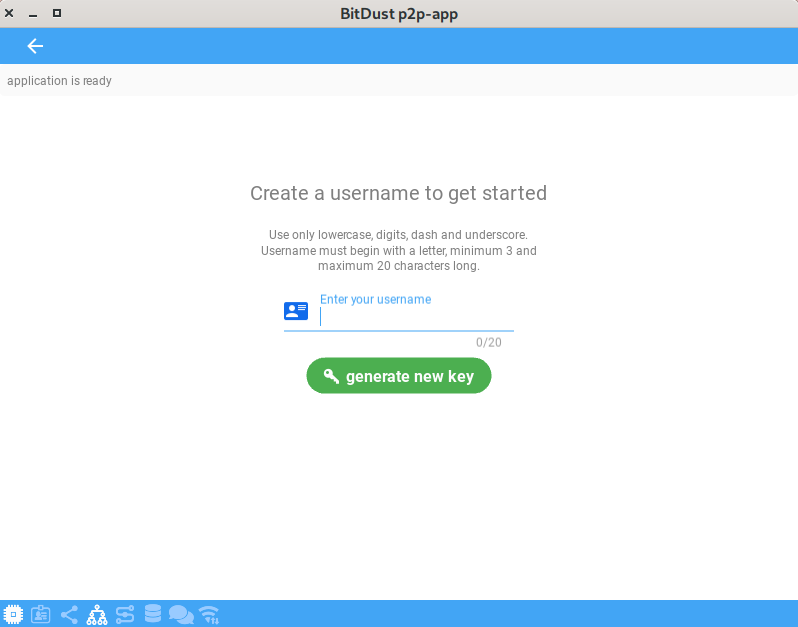 BitDust p2p-app
application is ready
Create a username to get started
Use only lowercase, digits, dash and underscore.
Username must begin with a letter, minimum 3 and
maximum 20 characters long.
Enter your username
0/20
generate new key